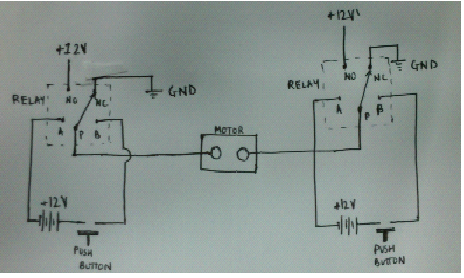 +12V
+12V
NO
NC
GND
RELAY
A
P
B
NO
NC
GND
RELAY
A
P
B
MOTOR
+12V
PUSH
BUTTON
+12V
PUSH
BUTTON